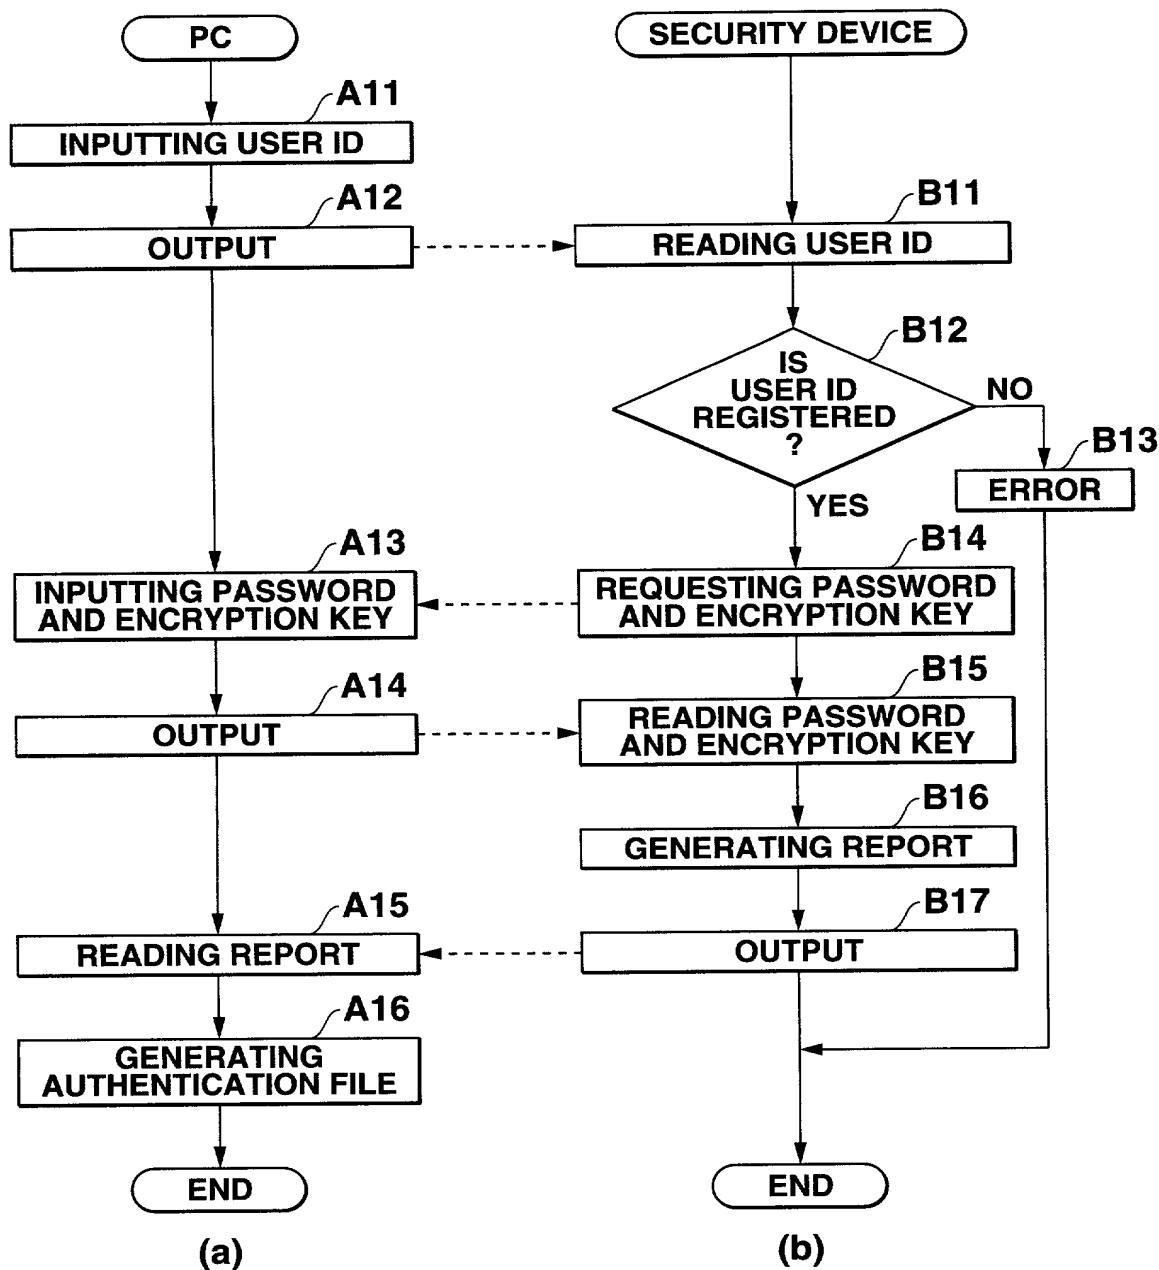 PC
A11
INPUTTING USER ID
A12
OUTPUT
A13
INPUTTING PASSWORD
AND ENCRYPTION KEY
A14
OUTPUT
A15
READING REPORT
A16
GENERATING
AUTHENTICATION FILE
END
(a)
SECURITY DEVICE
B11
READING USER ID
B12
IS
USER ID
REGISTERED
?
NO
B13
ERROR
YES
B14
REQUESTING PASSWORD
AND ENCRYPTION KEY
B15
READING PASSWORD
AND ENCRYPTION KEY
B16
GENERATING REPORT
B17
OUTPUT
END
(b)